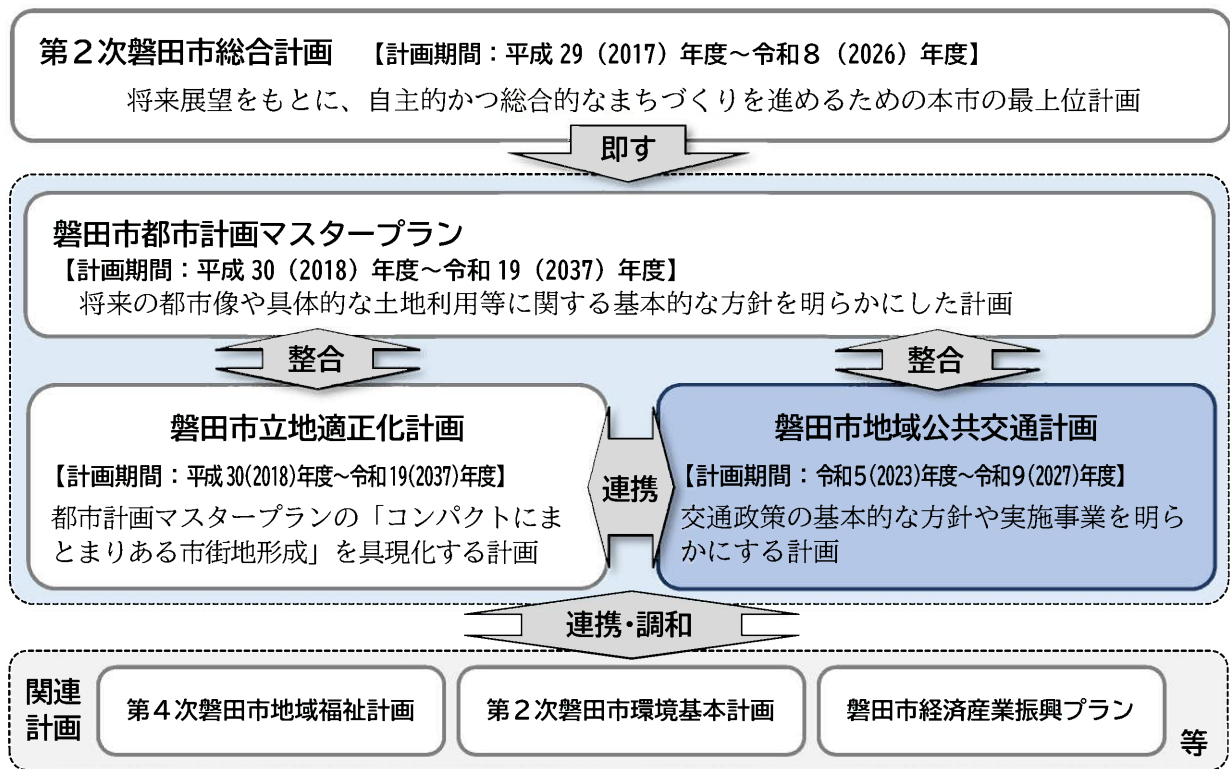 第２次磐田市総合計画 【計画期間：平成 29（2017）年度～令和８（2026）年度】
将来展望をもとに、自主的かつ総合的なまちづくりを進めるための本市の最上位計画
即す
磐田市都市計画マスタープラン
【計画期間：平成 30（2018）年度～令和 19（2037）年度】
将来の都市像や具体的な土地利用等に関する基本的な方針を明らかにした計画
整合
整合
磐田市立地適正化計画
【計画期間：平成30(2018)年度～令和19(2037)年度】
都市計画マスタープランの「コンパクトにま
とまりある市街地形成」を具現化する計画
連携
磐田市地域公共交通計画
【計画期間：令和５(2023)年度～令和９(2027)年度】
交通政策の基本的な方針や実施事業を明ら
かにする計画
連携・調和
関連
計画
第４次磐田市地域福祉計画
第２次磐田市環境基本計画
磐田市経済産業振興プラン
等